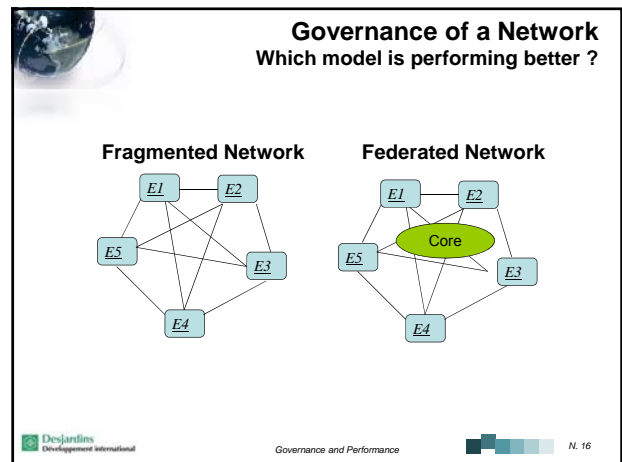 Governance of a Network
Which model is performing better ?
Fragmented Network
Federated Network
E1
E2
E5
E3
E4
E1
E2
Core
E5
E3
E4
Desjardins
Développement international
Governance and Performance
N. 16